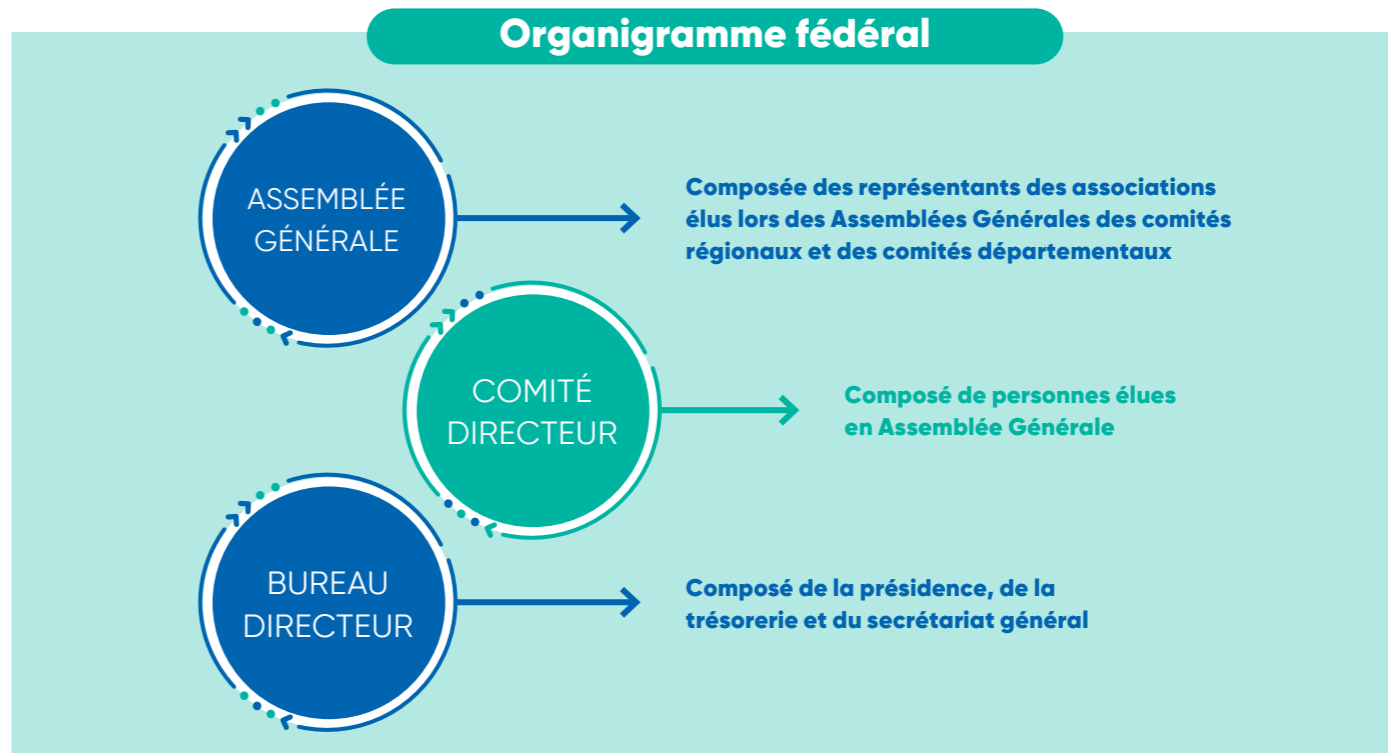 Organigramme fédéral
ASSEMBLÉE
GÉNÉRALE
Composée des représentants des associations
élus lors des Assemblées Générales des comités
régionaux et des comités départementaux
COMITÉ
DIRECTEUR
Composé de personnes élues
en Assemblée Générale
BUREAU
DIRECTEUR
Composé de la présidence, de la
trésorerie et du secrétariat général